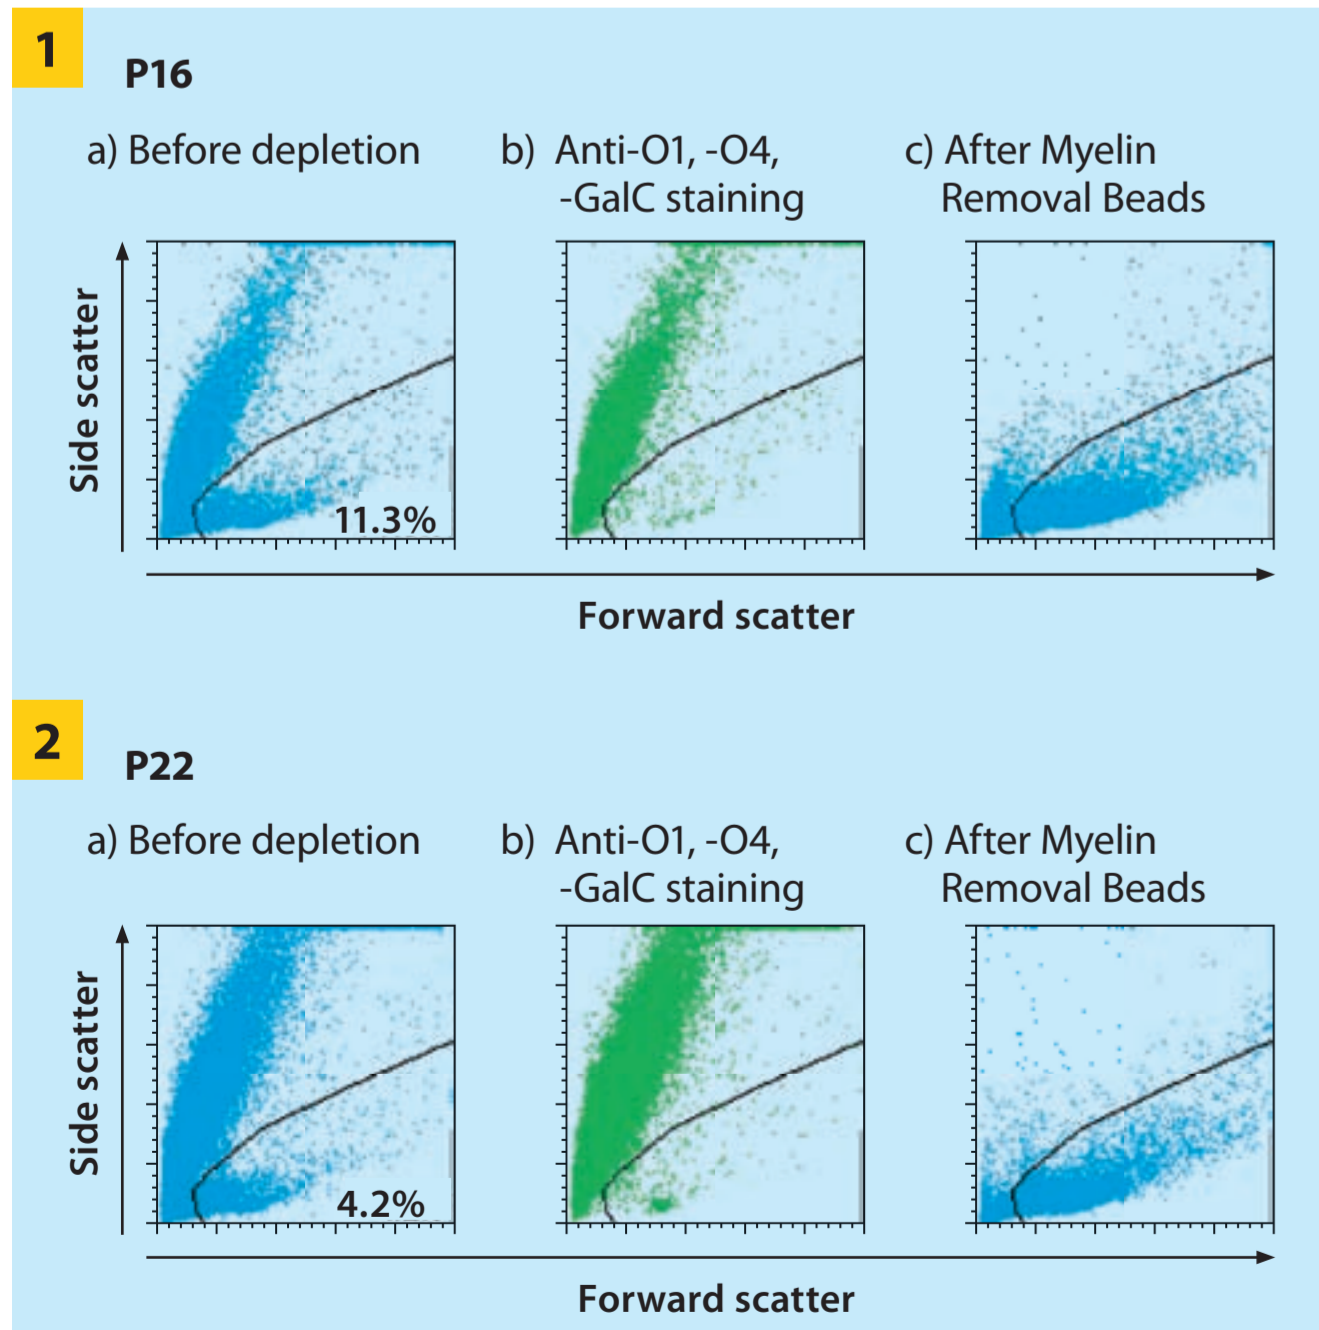 1
P16
a) Before depletion
b) Anti-O1, -O4,
-GalC staining
c) After Myelin
Removal Beads
Side scatter
11.3%
Forward scatter
2
P22
a) Before depletion
b) Anti-O1, -O4,
-GalC staining
c) After Myelin
Removal Beads
Side scatter
4.2%
Forward scatter